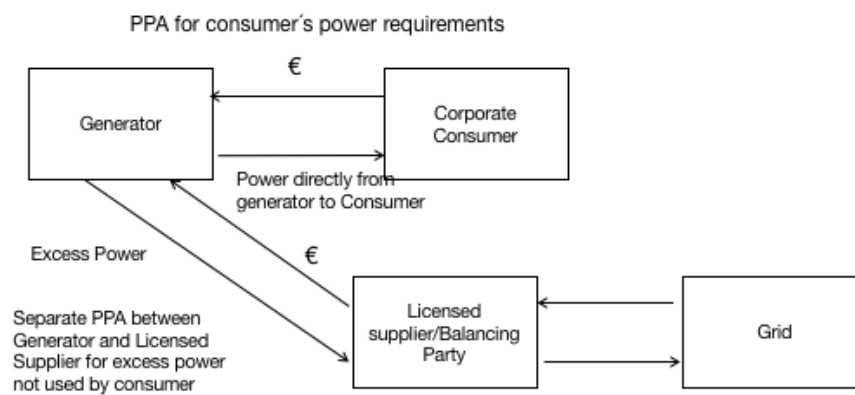 PPA for consumer´s power requirements
€
Generator
Corporate
Consumer
Power directly from
generator to Consumer
Excess Power
€
Separate PPA between
Generator and Licensed
Supplier for excess power
not used by consumer
Licensed
supplier/Balancing
Party
Grid